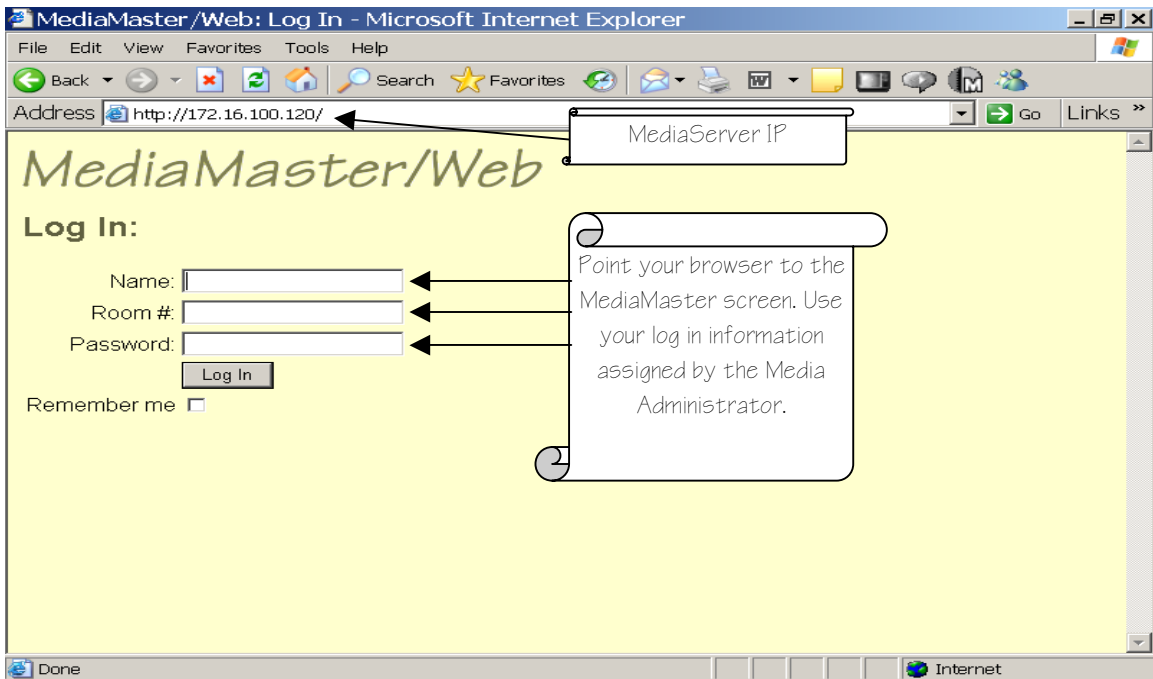 MediaMaster/Web: Log In - Microsoft Internet Explorer
File Edit View Favorites Tools Help
Back Search Favorites
Address http://172.16.100.120/ Go Links »
MediaServer IP
MediaMaster/Web
Log In:
Name:
Room #:
Password:
Log In
Remember me
Point your browser to the
MediaMaster screen. Use
your log in information
assigned by the Media
Administrator.
Done Internet